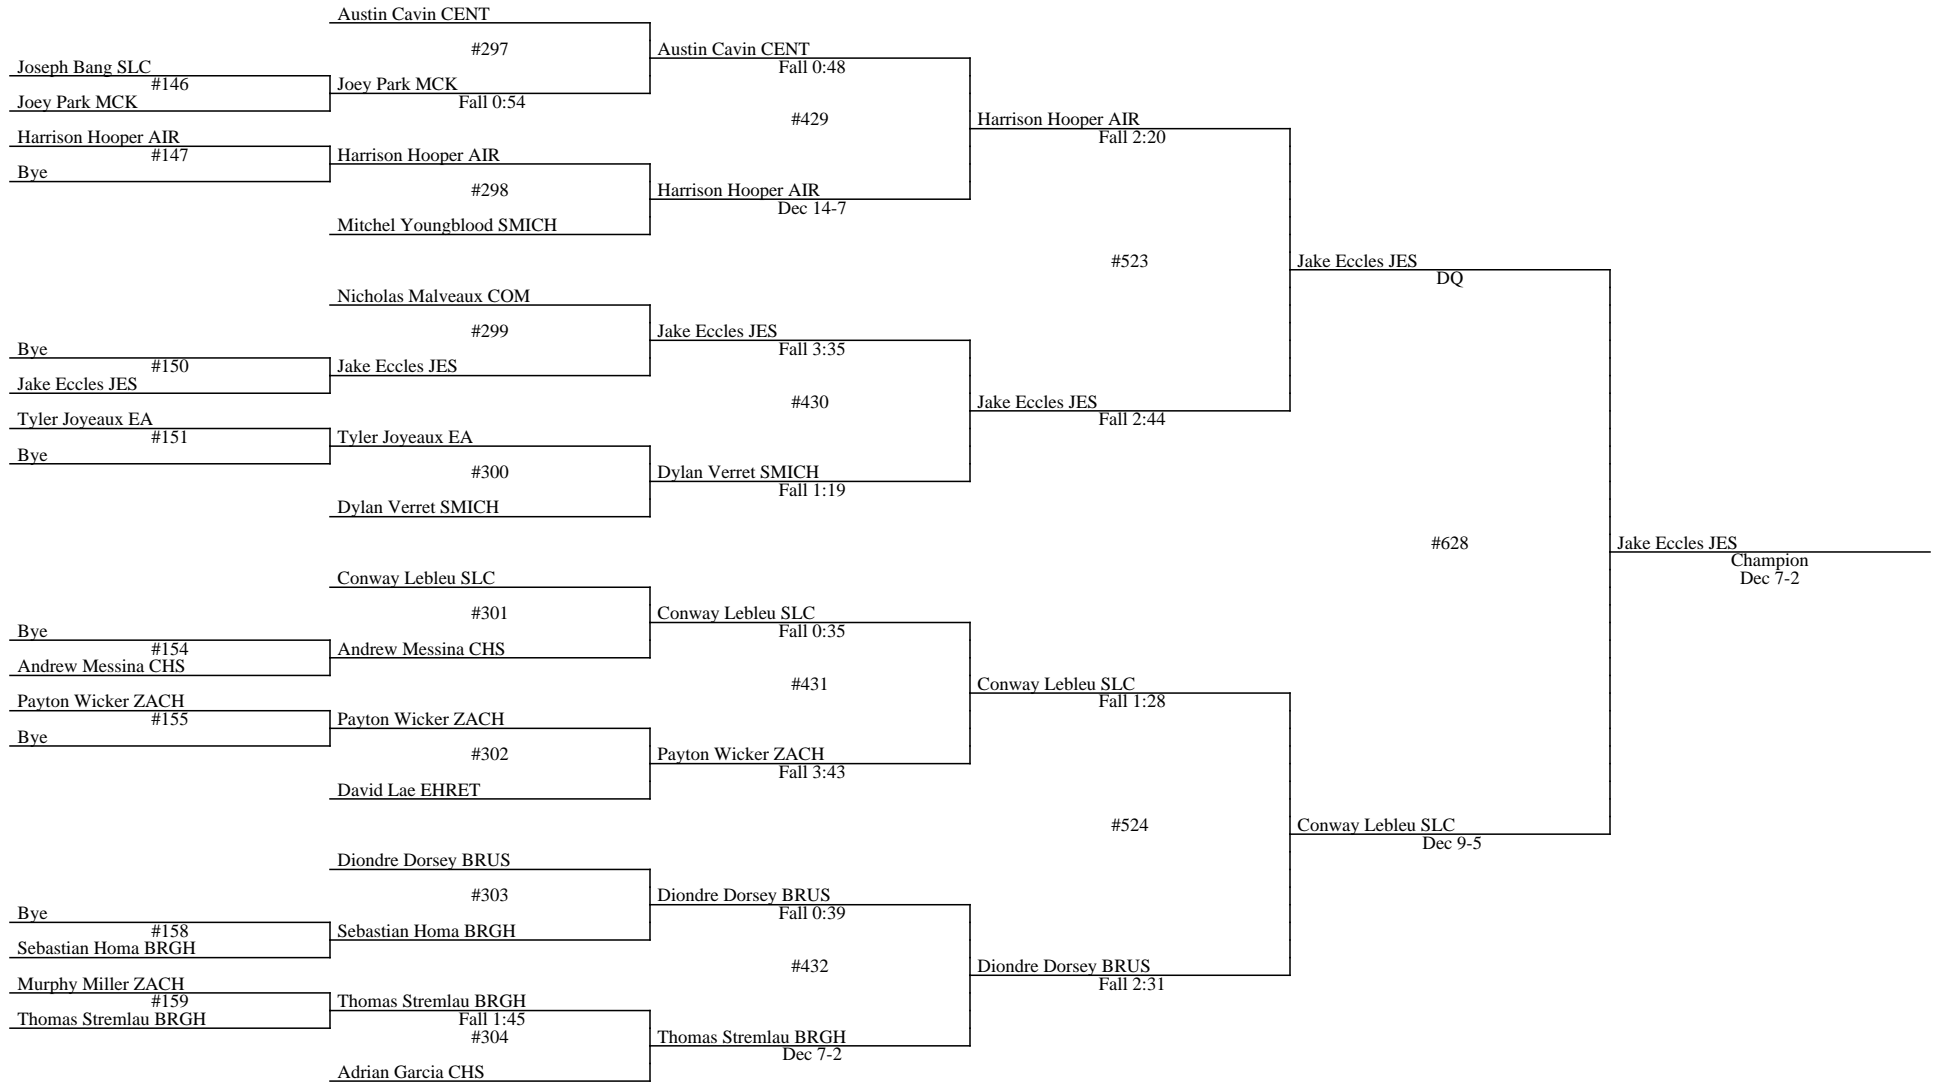 Austin Cavin CENT
#297
Austin Cavin CENT
Fall 0:48
Joseph Bang SLC
#146
Joey Park MCK
Joey Park MCK
Fall 0:54
#429
Harrison Hooper AIR
Fall 2:20
Harrison Hooper AIR
#147
Bye
Harrison Hooper AIR
#298
Harrison Hooper AIR
Dec 14-7
Mitchel Youngblood SMICH
#523
Jake Eccles JES
DQ
Nicholas Malveaux COM
#299
Jake Eccles JES
Fall 3:35
Bye
#150
Jake Eccles JES
Jake Eccles JES
#430
Jake Eccles JES
Fall 2:44
Tyler Joyeaux EA
#151
Bye
Tyler Joyeaux EA
#300
Dylan Verret SMICH
Fall 1:19
Dylan Verret SMICH
#628
Jake Eccles JES
Champion
Dec 7-2
Conway Lebleu SLC
#301
Conway Lebleu SLC
Fall 0:35
Bye
#154
Andrew Messina CHS
Andrew Messina CHS
#431
Conway Lebleu SLC
Fall 1:28
Payton Wicker ZACH
#155
Bye
Payton Wicker ZACH
#302
Payton Wicker ZACH
Fall 3:43
David Lae EHRET
#524
Conway Lebleu SLC
Dec 9-5
Diondre Dorsey BRUS
#303
Diondre Dorsey BRUS
Fall 0:39
Bye
#158
Sebastian Homa BRGH
Sebastian Homa BRGH
#432
Diondre Dorsey BRUS
Fall 2:31
Murphy Miller ZACH
#159
Thomas Stremlau BRGH
Thomas Stremlau BRGH
Fall 1:45
#304
Thomas Stremlau BRGH
Dec 7-2
Adrian Garcia CHS